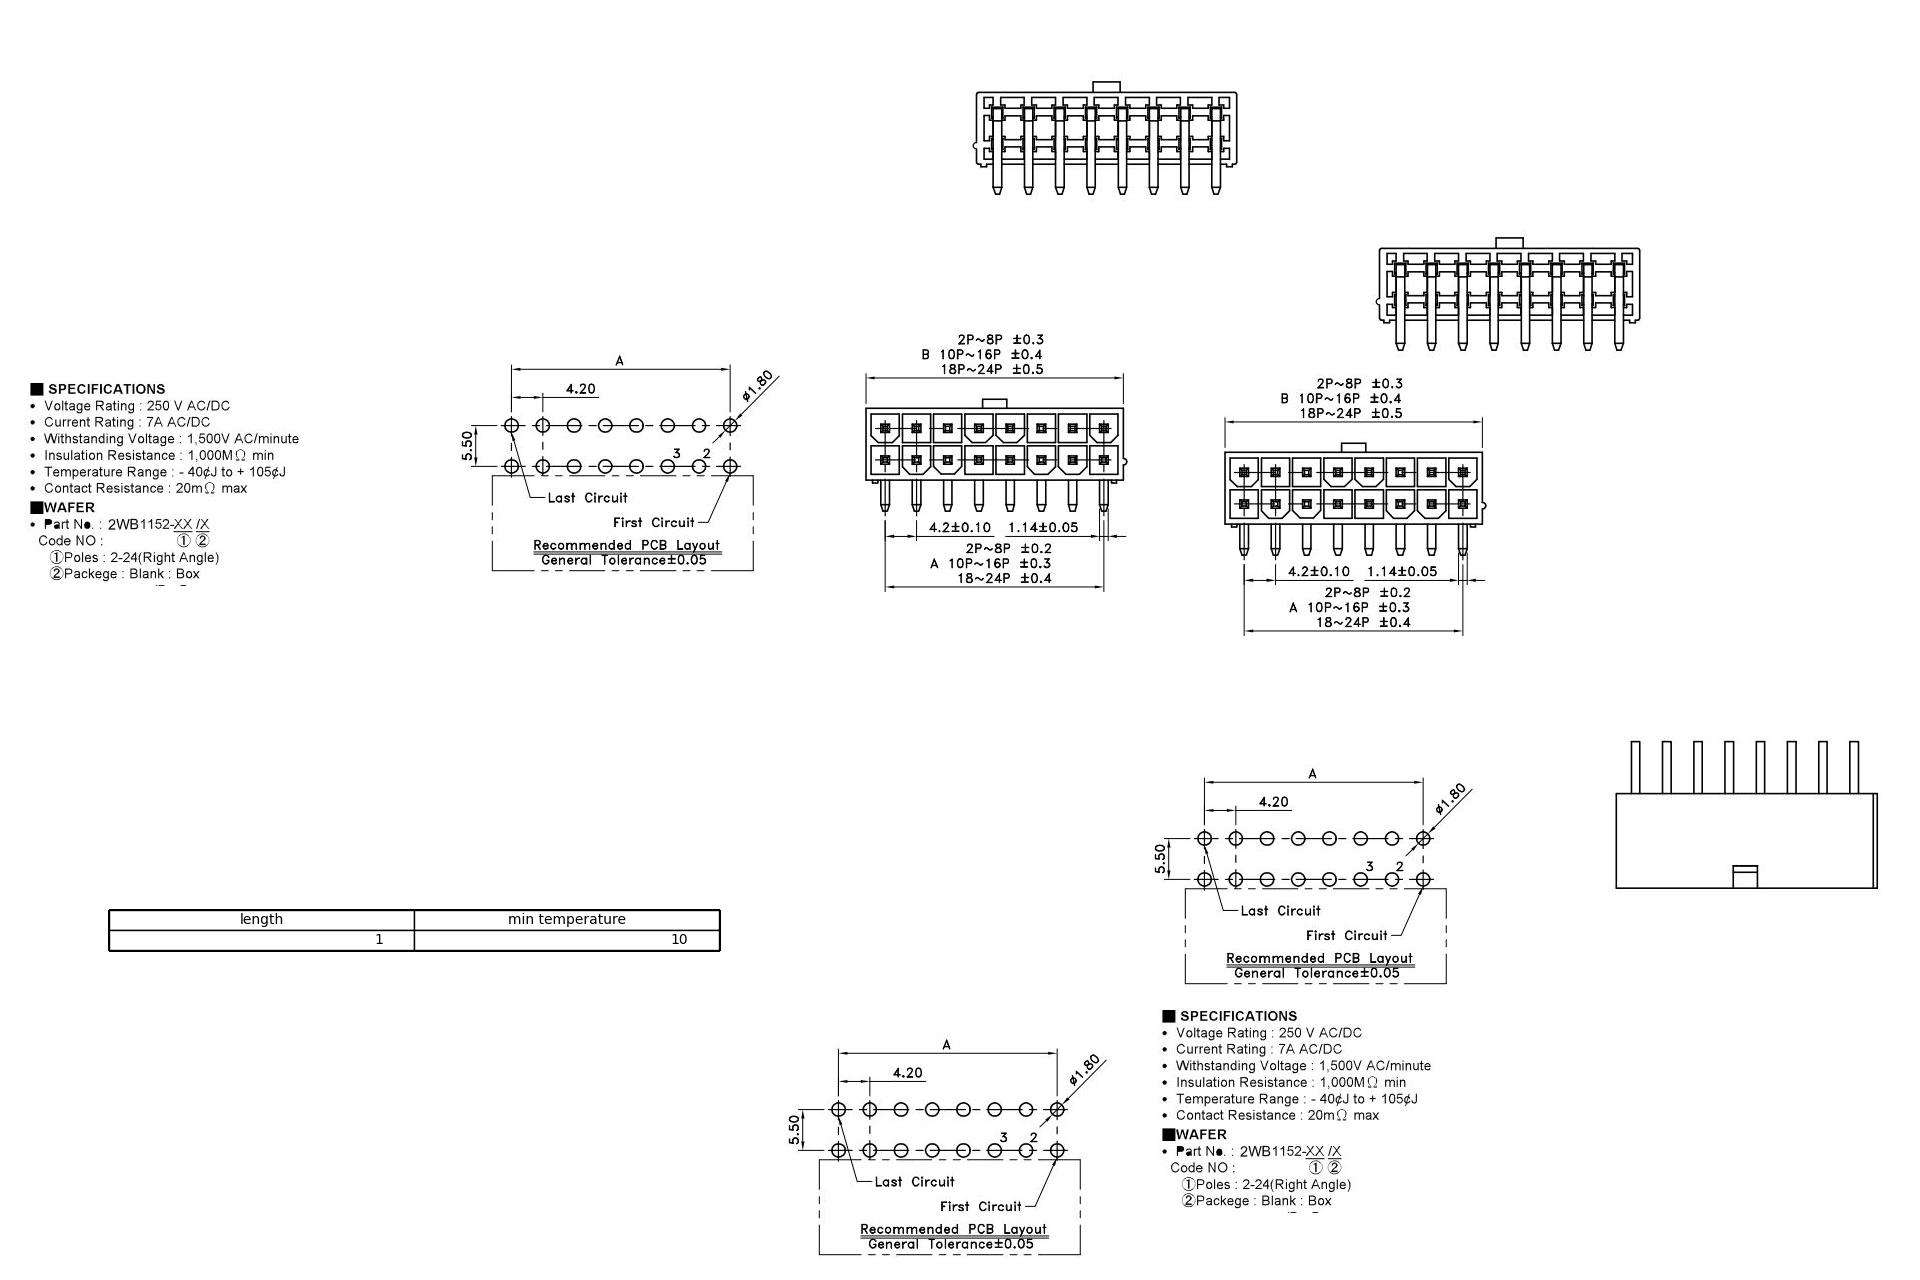 2P~8P ±0.3
B 10P~16P ±0.4
18P~24P ±0.5
4.2±0.10 1.14±0.05
2P~8P ±0.2
A 10P~16P ±0.3
18~24P ±0.4
A
4.20
ø1.80
5.50
3 2
Last Circuit
First Circuit
Recommended PCB Layout
General Tolerance±0.05
■ SPECIFICATIONS
• Voltage Rating : 250 V AC/DC
• Current Rating : 7A AC/DC
• Withstanding Voltage : 1,500V AC/minute
• Insulation Resistance : 1,000MΩ min
• Temperature Range : - 40¢J to + 105¢J
• Contact Resistance : 20mΩ max
■WAFER
• Part No. : 2WB1152-XX /X
Code NO : ① ②
①Poles : 2-24(Right Angle)
②Packege : Blank : Box
2P~8P ±0.3
B 10P~16P ±0.4
18P~24P ±0.5
4.2±0.10 1.14±0.05
2P~8P ±0.2
A 10P~16P ±0.3
18~24P ±0.4
A
4.20
ø1.80
5.50
3 2
Last Circuit
First Circuit
Recommended PCB Layout
General Tolerance±0.05
length min temperature
1 10
■ SPECIFICATIONS
• Voltage Rating : 250 V AC/DC
• Current Rating : 7A AC/DC
• Withstanding Voltage : 1,500V AC/minute
• Insulation Resistance : 1,000MΩ min
• Temperature Range : - 40¢J to + 105¢J
• Contact Resistance : 20mΩ max
■WAFER
• Part No. : 2WB1152-XX /X
Code NO : ① ②
①Poles : 2-24(Right Angle)
②Packege : Blank : Box
A
4.20
ø1.80
5.50
3 2
Last Circuit
First Circuit
Recommended PCB Layout
General Tolerance±0.05